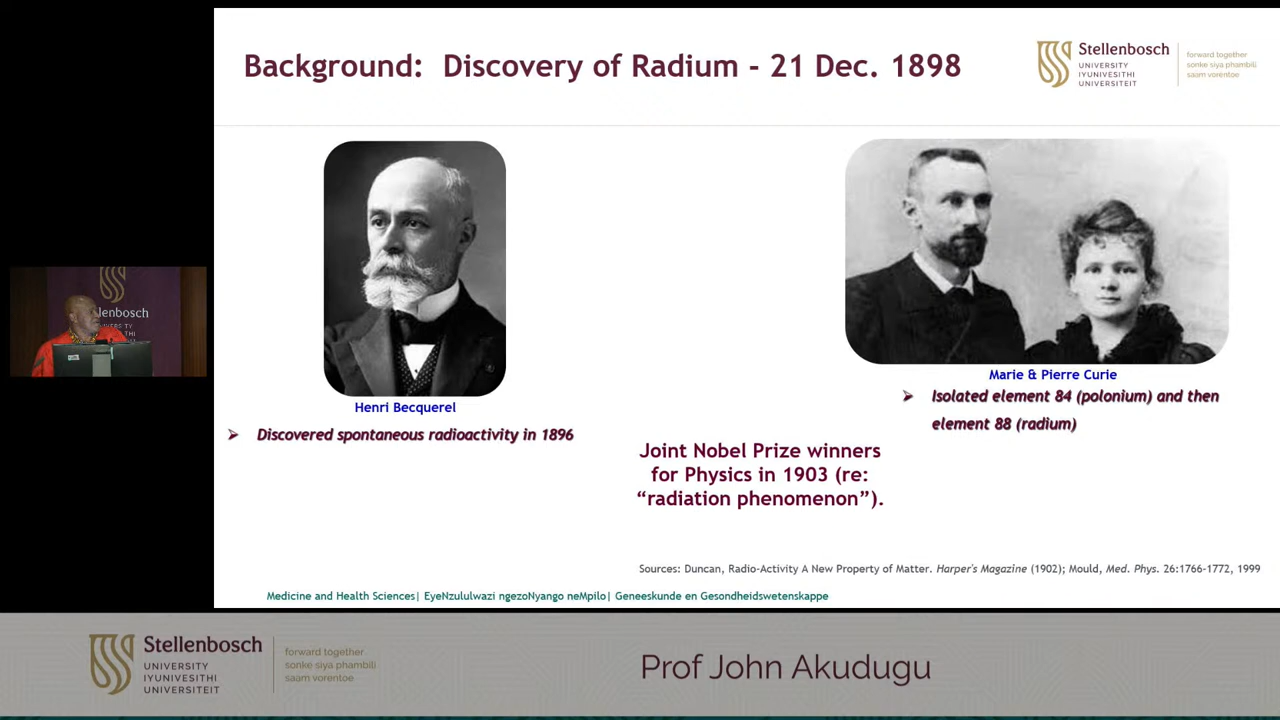 Background: Discovery of Radium - 21 Dec. 1898
Stellenbosch
UNIVERSITY
IYUNIVESITHI
UNIVERSITEIT
forward together
sonke siya phambili
saam vorentoe
Henri Becquerel
➢ Discovered spontaneous radioactivity in 1896
Marie & Pierre Curie
➢ Isolated element 84 (polonium) and then
element 88 (radium)
Joint Nobel Prize winners
for Physics in 1903 (re:
“radiation phenomenon”).
Sources: Duncan, Radio-Activity A New Property of Matter. Harper's Magazine (1902); Mould, Med. Phys. 26:1766-1772, 1999
Medicine and Health Sciences| EyeNzululwazi ngezoNyango neMpilo| Geneeskunde en Gesondheidswetenskappe
lenbosch
Stellenbosch
UNIVERSITY
IYUNIVESITHI
UNIVERSITEIT
forward together
sonke siya phambili
saam vorentoe
Prof John Akudugu